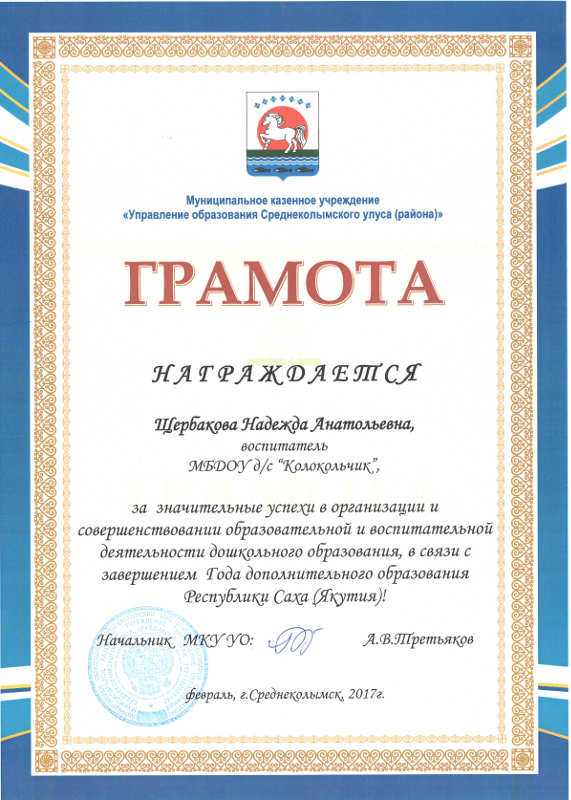 Муниципальное казенное учреждение
«Управление образования Среднеколымского улуса (района)»
ГРАМОТА
НАГРАЖДАЕТСЯ
Щербакова Надежда Анатольевна,
воспитатель
МБДОУ д/с “Колокольчик”,
за значительные успехи в организации и
совершенствовании образовательной и воспитательной
деятельности дошкольного образования, в связи с
завершением Года дополнительного образования
Республики Саха (Якутия)!
Начальник МКУ УО: А.В.Третьяков
февраль, г.Среднеколымск, 2017г.